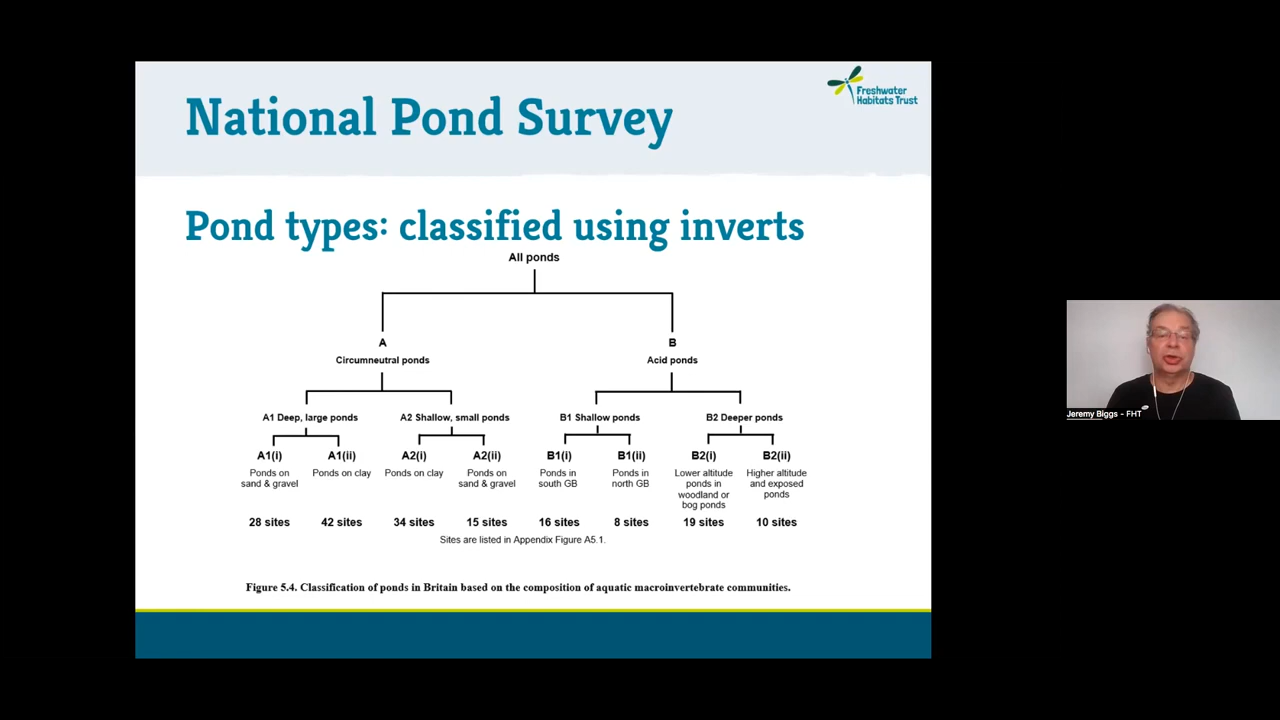 National Pond Survey
Freshwater
Habitats Trust
Pond types: classified using inverts
All ponds
A
B
Circumneutral ponds
Acid ponds
A1 Deep, large ponds
A2 Shallow, small ponds
B1 Shallow ponds
B2 Deeper ponds
A1(i)
A1(ii)
A2(i)
A2(ii)
B1(i)
B1(ii)
B2(i)
B2(ii)
Ponds on
sand & gravel
Ponds on clay
Ponds on clay
Ponds on
sand & gravel
Ponds in
south GB
Ponds in
north GB
Lower altitude
ponds in
woodland or
bog ponds
Higher altitude
and exposed
ponds
28 sites
42 sites
34 sites
15 sites
16 sites
8 sites
19 sites
10 sites
Sites are listed in Appendix Figure A5.1.
Figure 5.4. Classification of ponds in Britain based on the composition of aquatic macroinvertebrate communities.
Jeremy Biggs - FHT